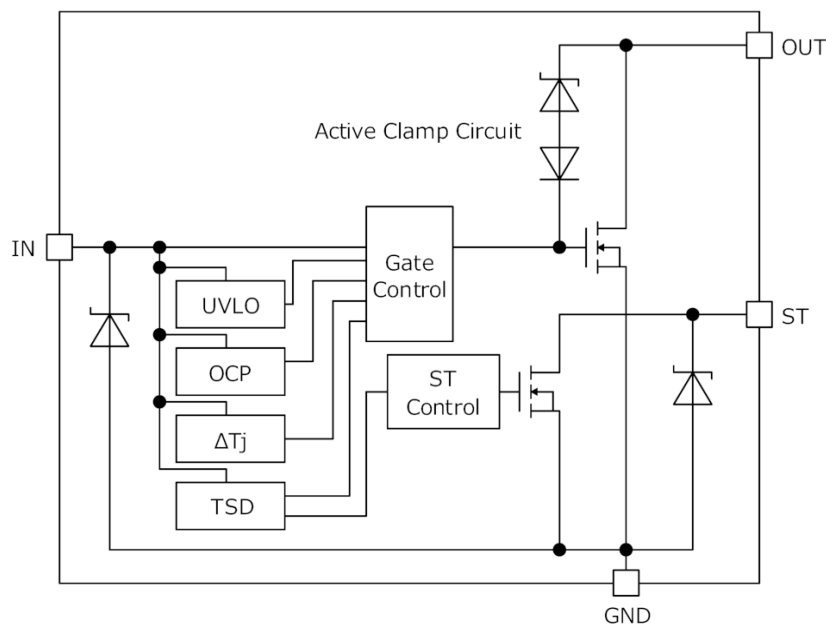 OUT
Active Clamp Circuit
IN
Gate
Control
UVLO
ST
OCP
ST
Control
ΔTj
TSD
GND